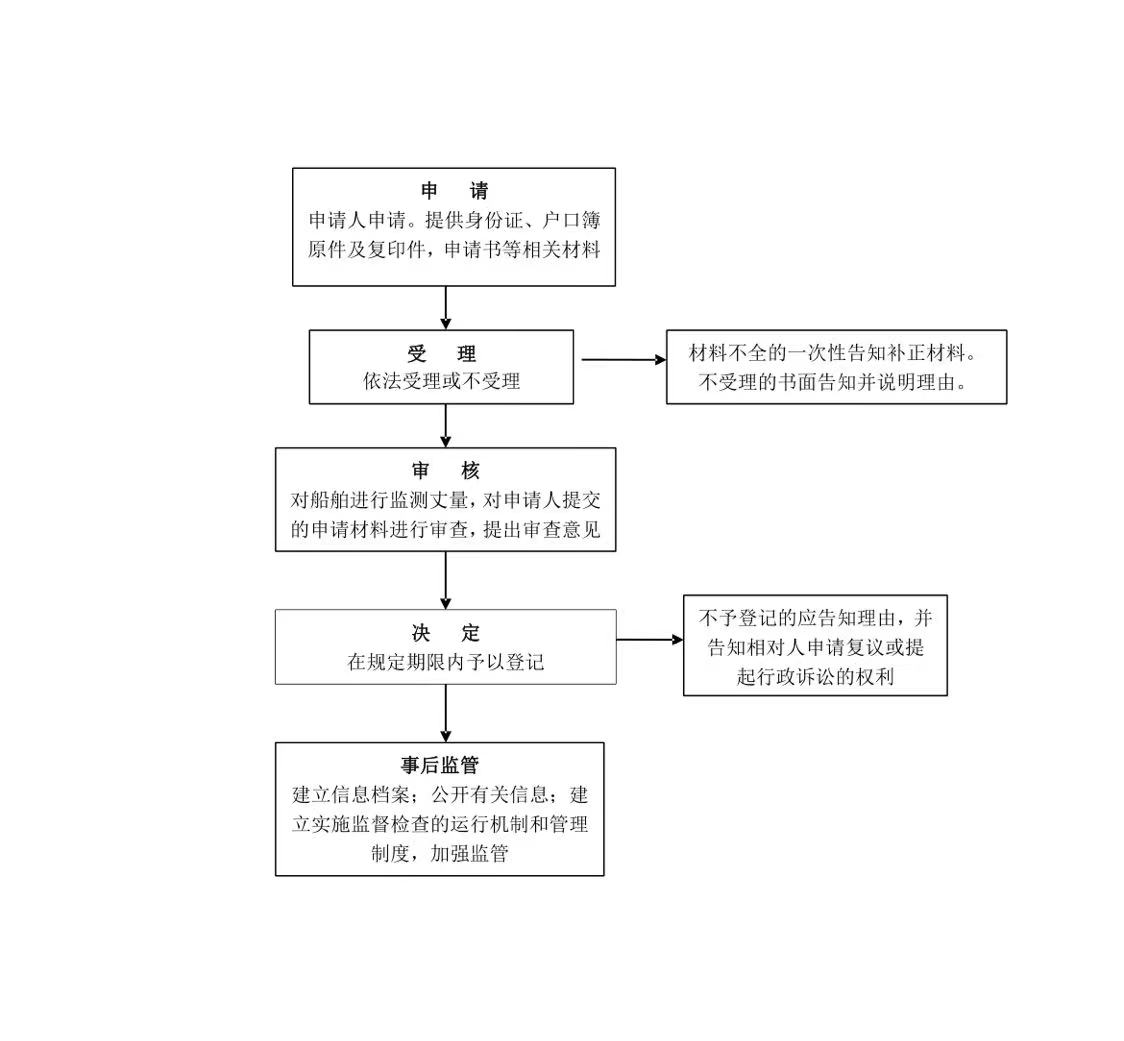 申 请
申请人申请。提供身份证、户口簿
原件及复印件，申请书等相关材料
受 理
依法受理或不受理
材料不全的一次性告知补正材料。
不受理的书面告知并说明理由。
审 核
对船舶进行监测丈量，对申请人提交
的申请材料进行审查，提出审查意见
决 定
在规定期限内予以登记
不予登记的应告知理由，并
告知相对人申请复议或提
起行政诉讼的权利
事后监管
建立信息档案；公开有关信息；建
立实施监督检查的运行机制和管理
制度，加强监管